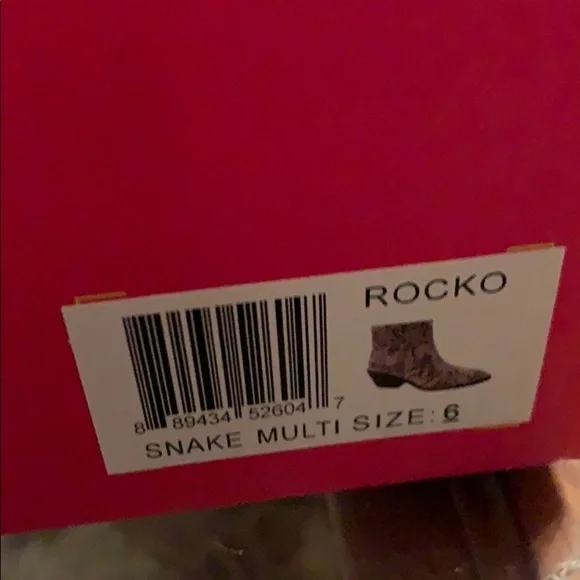 ROCKO
8 89434 52604 7
SNAKE MULTI SIZE: 6